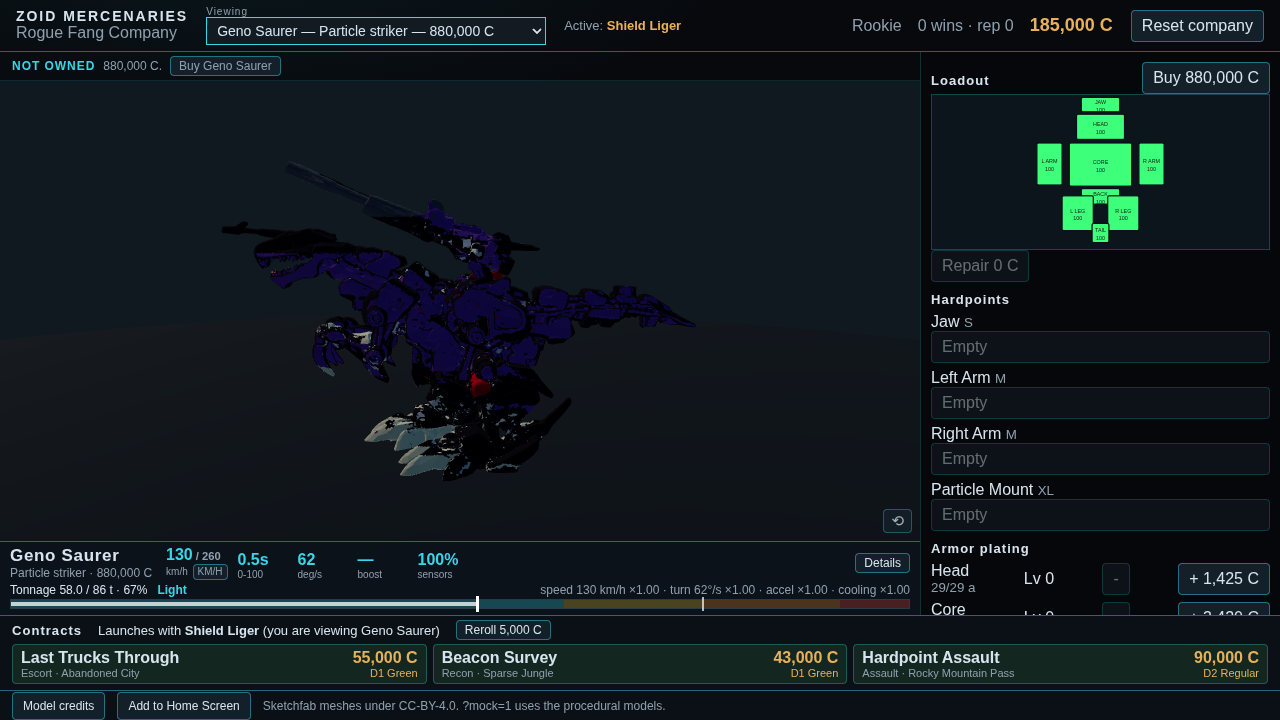 ZOID MERCENARIES
Rogue Fang Company
Viewing
Geno Saurer — Particle striker — 880,000 C
Active: Shield Liger
Rookie 0 wins · rep 0 185,000 C
Reset company
NOT OWNED 880,000 C. Buy Geno Saurer
Loadout
Buy 880,000 C
JAW
100
HEAD
100
L ARM
100
CORE
100
R ARM
100
BACK
100
L LEG
100
R LEG
100
TAIL
100
Repair 0 C
Hardpoints
Jaw S
Empty
Left Arm M
Empty
Right Arm M
Empty
Particle Mount XL
Empty
Armor plating
Head
29/29 a
Lv 0
-
+ 1,425 C
Core
Geno Saurer
Particle striker · 880,000 C
130 / 260
km/h KM/H
0.5s
0-100
62
deg/s
—
boost
100%
sensors
Details
Tonnage 58.0 / 86 t · 67% Light
speed 130 km/h ×1.00 · turn 62°/s ×1.00 · accel ×1.00 · cooling ×1.00
Contracts Launches with Shield Liger (you are viewing Geno Saurer) Reroll 5,000 C
Last Trucks Through 55,000 C
Escort · Abandoned City D1 Green
Beacon Survey 43,000 C
Recon · Sparse Jungle D1 Green
Hardpoint Assault 90,000 C
Assault · Rocky Mountain Pass D2 Regular
Model credits Add to Home Screen Sketchfab meshes under CC-BY-4.0. ?mock=1 uses the procedural models.